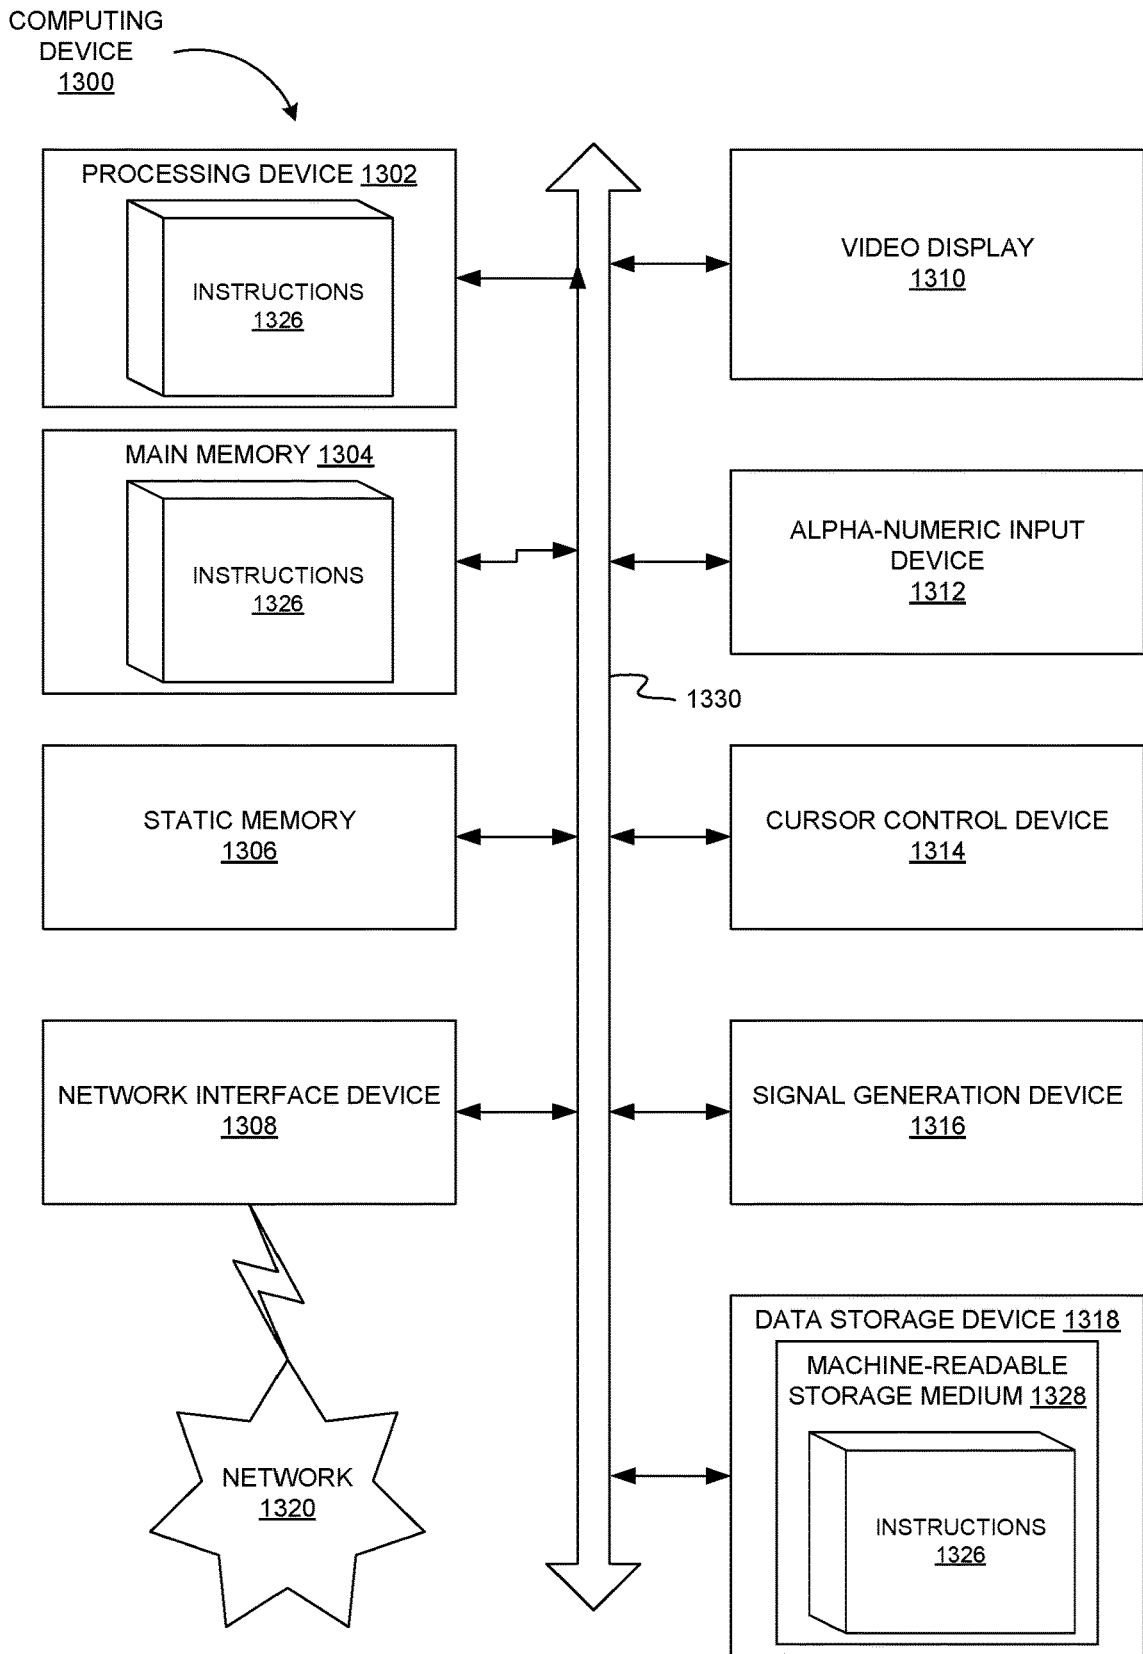 COMPUTING
DEVICE
1300
PROCESSING DEVICE 1302
INSTRUCTIONS
1326
MAIN MEMORY 1304
INSTRUCTIONS
1326
STATIC MEMORY
1306
NETWORK INTERFACE DEVICE
1308
NETWORK
1320
1330
VIDEO DISPLAY
1310
ALPHA-NUMERIC INPUT
DEVICE
1312
CURSOR CONTROL DEVICE
1314
SIGNAL GENERATION DEVICE
1316
DATA STORAGE DEVICE 1318
MACHINE-READABLE
STORAGE MEDIUM 1328
INSTRUCTIONS
1326